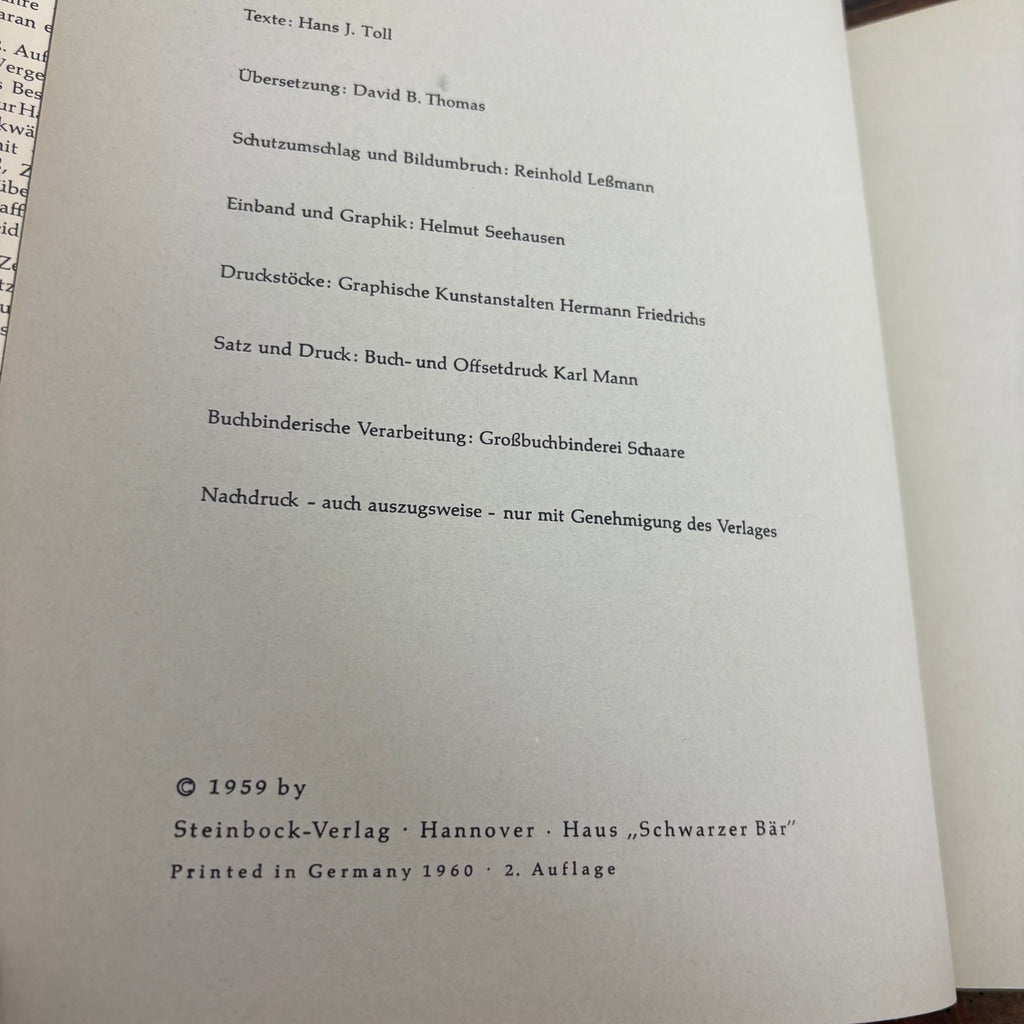 Texte: Hans J. Toll
Übersetzung: David B. Thomas
Schutzumschlag und Bildumbruch: Reinhold Leßmann
Einband und Graphik: Helmut Seehausen
Druckstöcke: Graphische Kunstanstalten Hermann Friedrichs
Satz und Druck: Buch- und Offsetdruck Karl Mann
Buchbinderische Verarbeitung: Großbuchbinderei Schaare
Nachdruck – auch auszugsweise – nur mit Genehmigung des Verlages
© 1959 by
Steinbock-Verlag · Hannover · Haus „Schwarzer Bär”
Printed in Germany 1960 · 2. Auflage